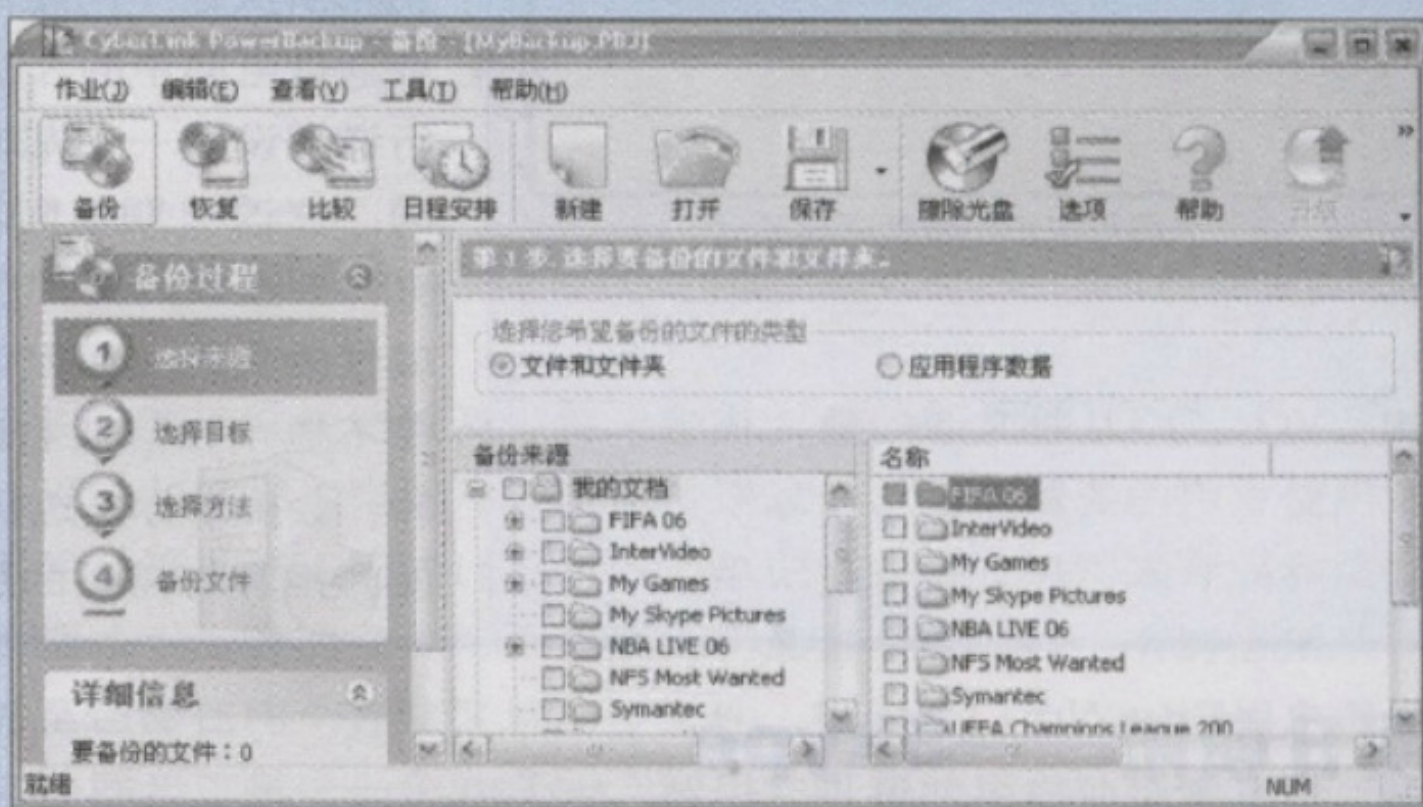 CyberLink PowerBackup - 备份 - [MyBackup.PBJ]
作业(J) 编辑(E) 查看(V) 工具(T) 帮助(H)
备份 恢复 比较 日程安排 新建 打开 保存 擦除光盘 选项 帮助 升级
备份过程
1 选择来源
2 选择目标
3 选择方法
4 备份文件
详细信息
要备份的文件：0
第 1 步. 选择要备份的文件和文件夹。
选择您希望备份的文件的类型
文件和文件夹 应用程序数据
备份来源
我的文档
FIFA 06
InterVideo
My Games
My Skype Pictures
NBA LIVE 06
NFS Most Wanted
Symantec
名称
FIFA 06
InterVideo
My Games
My Skype Pictures
NBA LIVE 06
NFS Most Wanted
Symantec
UEFA Champions League 200
就绪 NUM